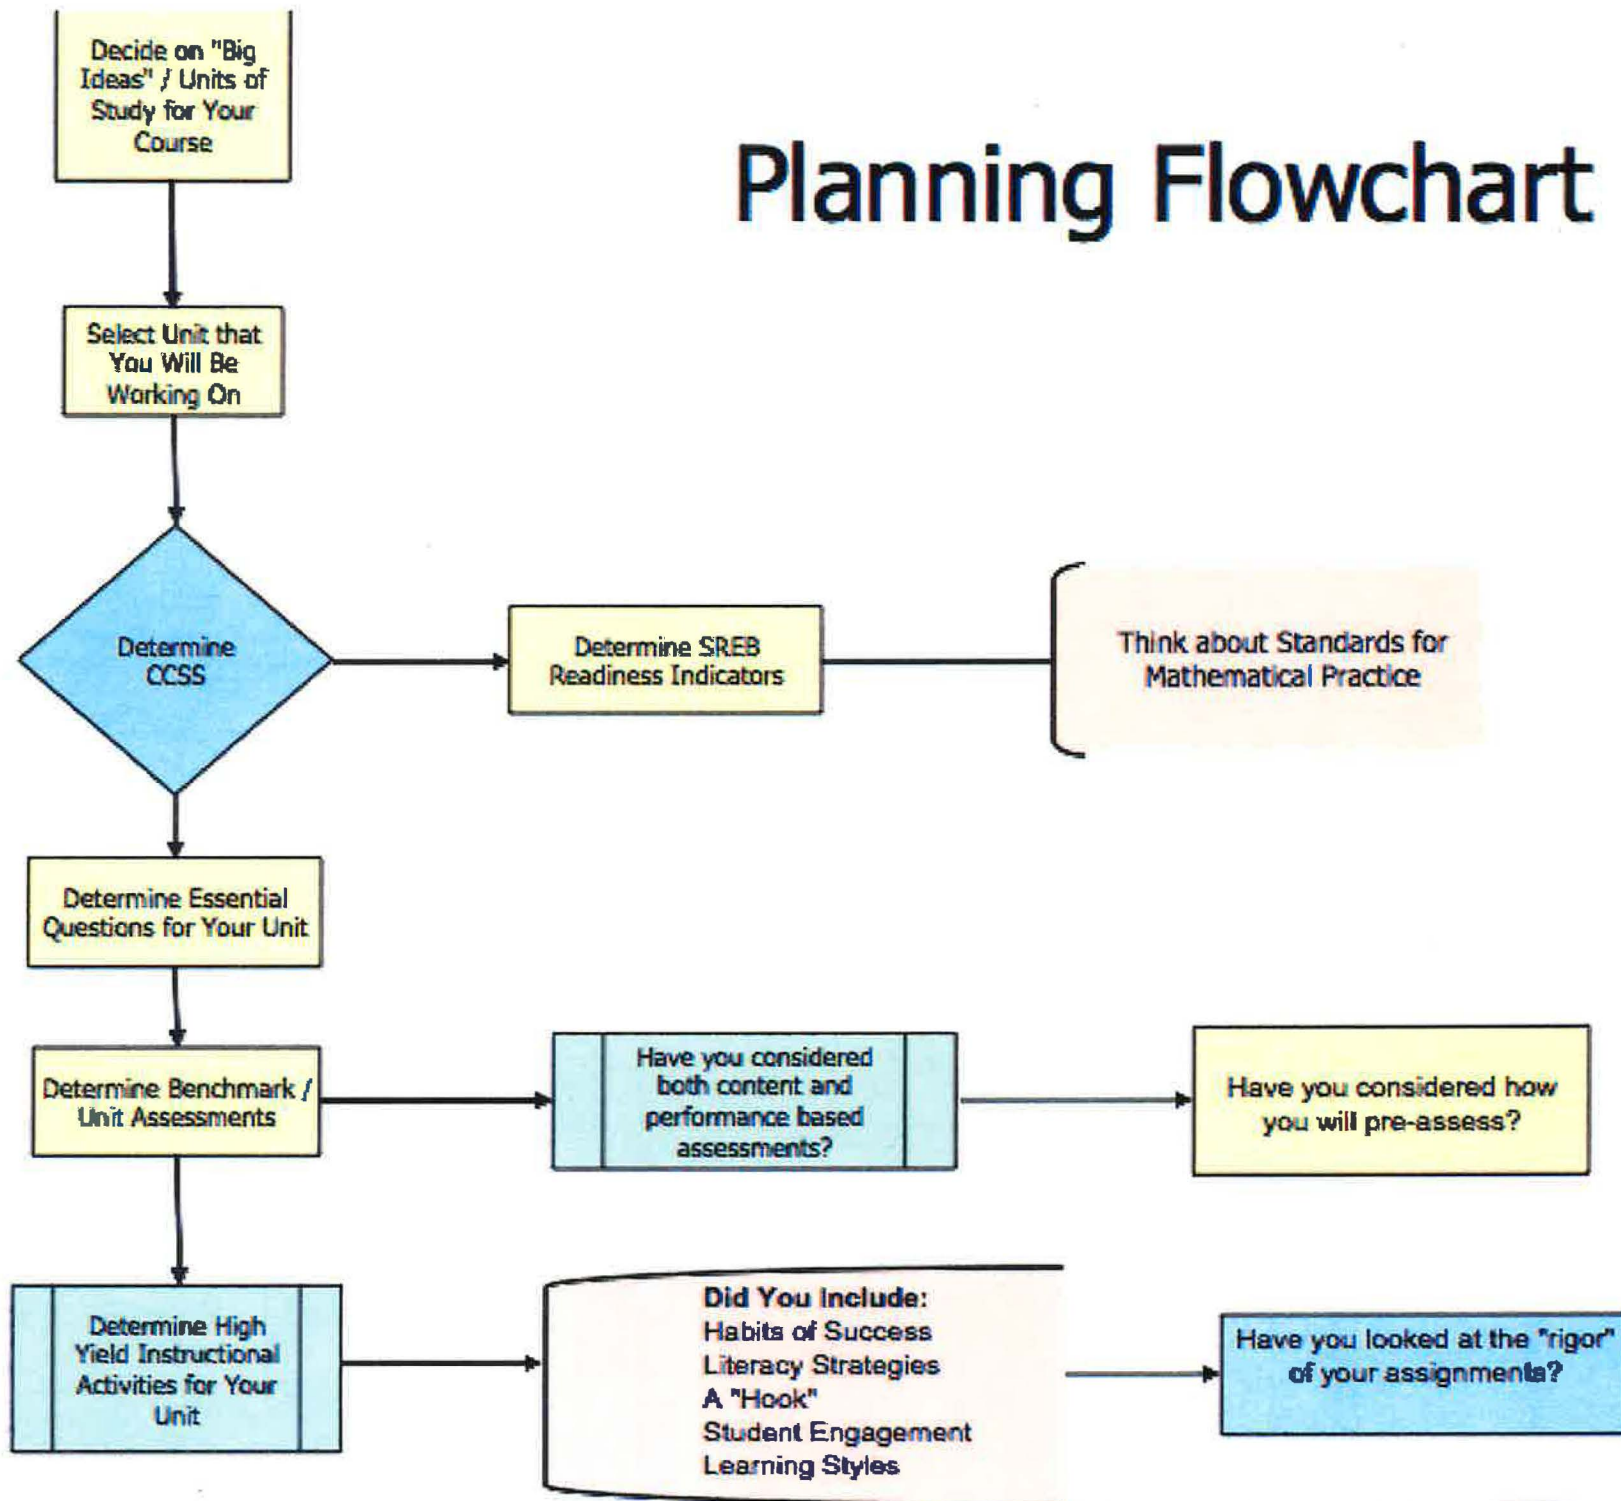 Decide on "Big
Ideas" / Units of
Study for Your
Course
Planning Flowchart
Select Unit that
You Will Be
Working On
Determine
CCSS
Determine SREB
Readiness Indicators
Think about Standards for
Mathematical Practice
Determine Essential
Questions for Your Unit
Determine Benchmark /
Unit Assessments
Have you considered
both content and
performance based
assessments?
Have you considered how
you will pre-assess?
Determine High
Yield Instructional
Activities for Your
Unit
Did You Include:
Habits of Success
Literacy Strategies
A "Hook"
Student Engagement
Learning Styles
Have you looked at the "rigor"
of your assignments?